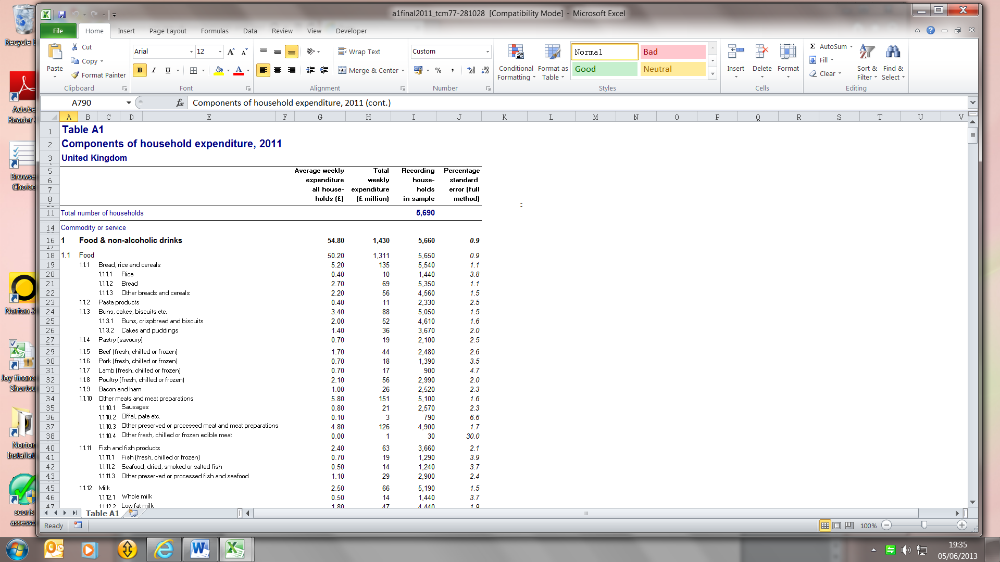 a1final2011_tcm77-281028 [Compatibility Mode] - Microsoft Excel
File Home Insert Page Layout Formulas Data Review View Developer
Paste
Cut
Copy
Format Painter
Clipboard
Arial 12
B I U
Font
Wrap Text
Merge & Center
Alignment
Custom
%
Number
Conditional Formatting
Format as Table
Normal Bad
Good Neutral
Styles
Insert Delete Format
Cells
Σ AutoSum
Fill
Clear
Sort & Filter
Find & Select
Editing
A790 fx Components of household expenditure, 2011 (cont.)
A B C D E F G H I J K L M N O P Q R S T U V
1 Table A1
2 Components of household expenditure, 2011
3 United Kingdom
5 Average weekly Total Recording Percentage
6 expenditure weekly house- standard
7 all house- expenditure holds error (full
8 holds (£) (£ million) in sample method)
11 Total number of households 5,690
14 Commodity or service
16 1 Food & non-alcoholic drinks 54.80 1,430 5,660 0.9
17
18 1.1 Food 50.20 1,311 5,650 0.9
19 1.1.1 Bread, rice and cereals 5.20 135 5,540 1.1
20 1.1.1.1 Rice 0.40 10 1,440 3.8
21 1.1.1.2 Bread 2.70 69 5,350 1.1
22 1.1.1.3 Other breads and cereals 2.20 56 4,560 1.5
23 1.1.2 Pasta products 0.40 11 2,330 2.5
24 1.1.3 Buns, cakes, biscuits etc. 3.40 88 5,050 1.5
25 1.1.3.1 Buns, crispbread and biscuits 2.00 52 4,610 1.6
26 1.1.3.2 Cakes and puddings 1.40 36 3,670 2.0
27 1.1.4 Pastry (savoury) 0.70 19 2,100 2.5
29 1.1.5 Beef (fresh, chilled or frozen) 1.70 44 2,480 2.6
30 1.1.6 Pork (fresh, chilled or frozen) 0.70 18 1,390 3.5
31 1.1.7 Lamb (fresh, chilled or frozen) 0.70 17 900 4.7
32 1.1.8 Poultry (fresh, chilled or frozen) 2.10 56 2,990 2.0
33 1.1.9 Bacon and ham 1.00 26 2,520 2.3
34 1.1.10 Other meats and meat preparations 5.80 151 5,100 1.6
35 1.1.10.1 Sausages 0.80 21 2,570 2.3
36 1.1.10.2 Offal, pate etc. 0.10 3 790 6.6
37 1.1.10.3 Other preserved or processed meat and meat preparations 4.80 126 4,900 1.7
38 1.1.10.4 Other fresh, chilled or frozen edible meat 0.00 1 30 30.0
40 1.1.11 Fish and fish products 2.40 63 3,660 2.1
41 1.1.11.1 Fish (fresh, chilled or frozen) 0.70 19 1,290 3.9
42 1.1.11.2 Seafood, dried, smoked or salted fish 0.50 14 1,240 3.7
43 1.1.11.3 Other preserved or processed fish and seafood 1.10 29 2,900 2.4
45 1.1.12 Milk 2.50 66 5,190 1.5
46 1.1.12.1 Whole milk 0.50 14 1,440 3.7
47 1.1.12.2 Low fat milk 1.80 47 4,440 1.9
Table A1
Ready 100%
Recycle
Adobe
Reader
Browse
Choice
Norton 3
Joy financ
Shortcu
Norton
Installat
scoris
assesso
19:35
05/06/2013